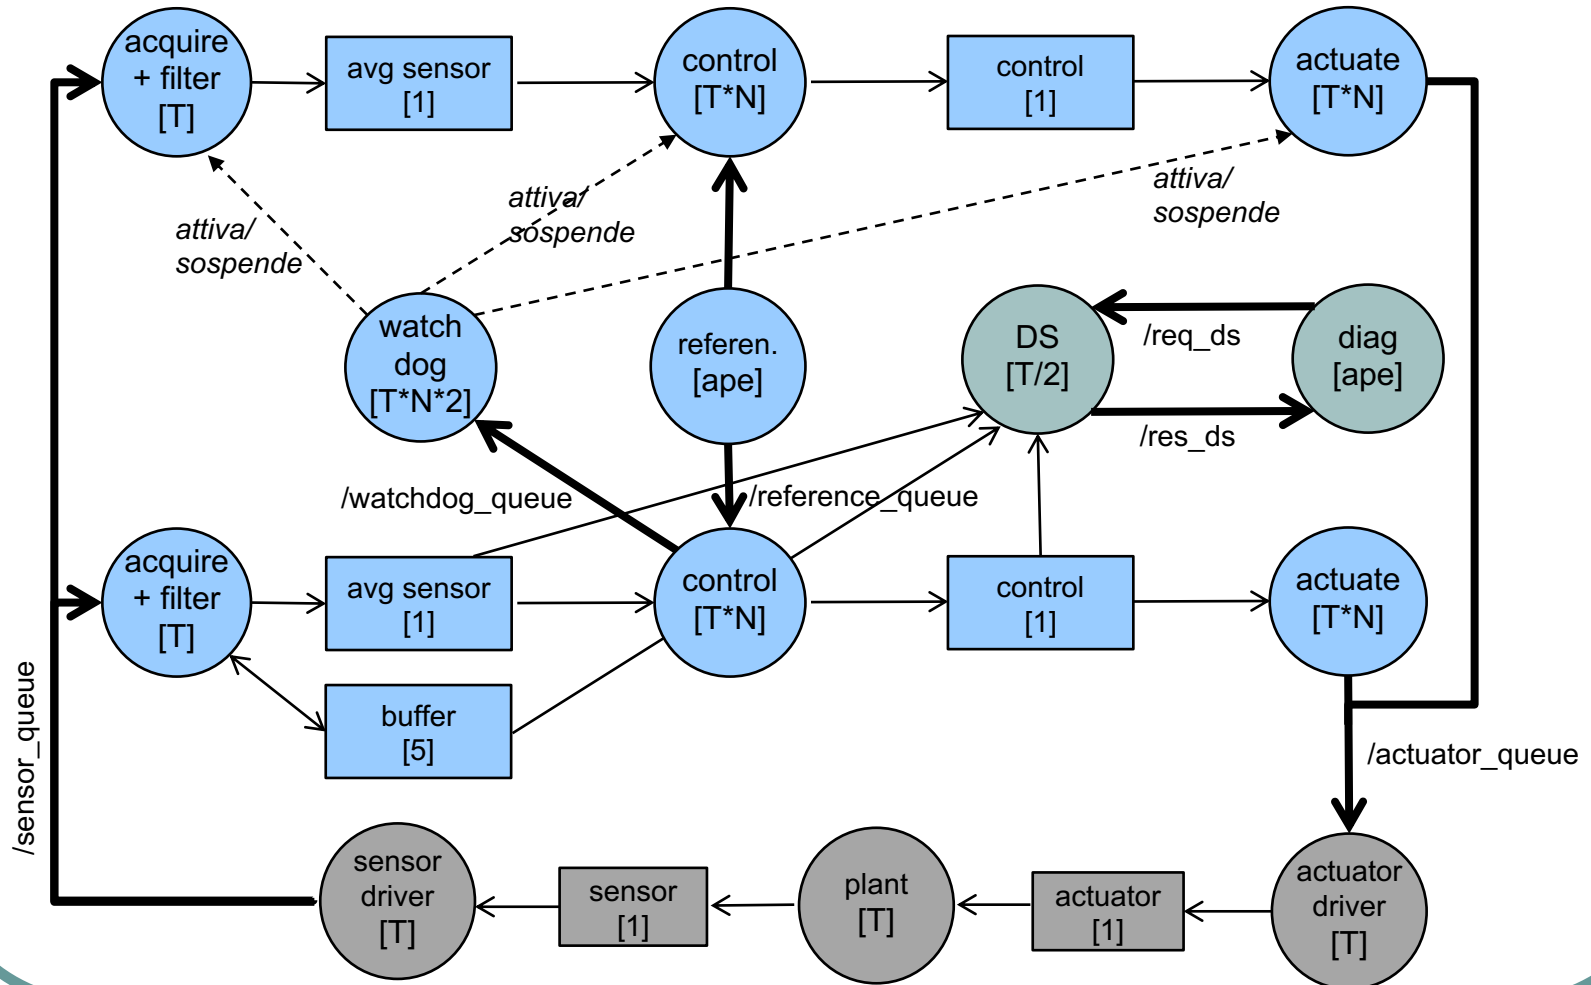 acquire
+ filter
[T]
avg sensor
[1]
control
[T*N]
control
[1]
actuate
[T*N]
attiva/
sospende
attiva/
sospende
attiva/
sospende
watch
dog
[T*N*2]
referen.
[ape]
DS
[T/2]
/req_ds
diag
[ape]
/res_ds
/watchdog_queue
/reference_queue
acquire
+ filter
[T]
avg sensor
[1]
control
[T*N]
control
[1]
actuate
[T*N]
buffer
[5]
/sensor_queue
/actuator_queue
sensor
driver
[T]
sensor
[1]
plant
[T]
actuator
[1]
actuator
driver
[T]